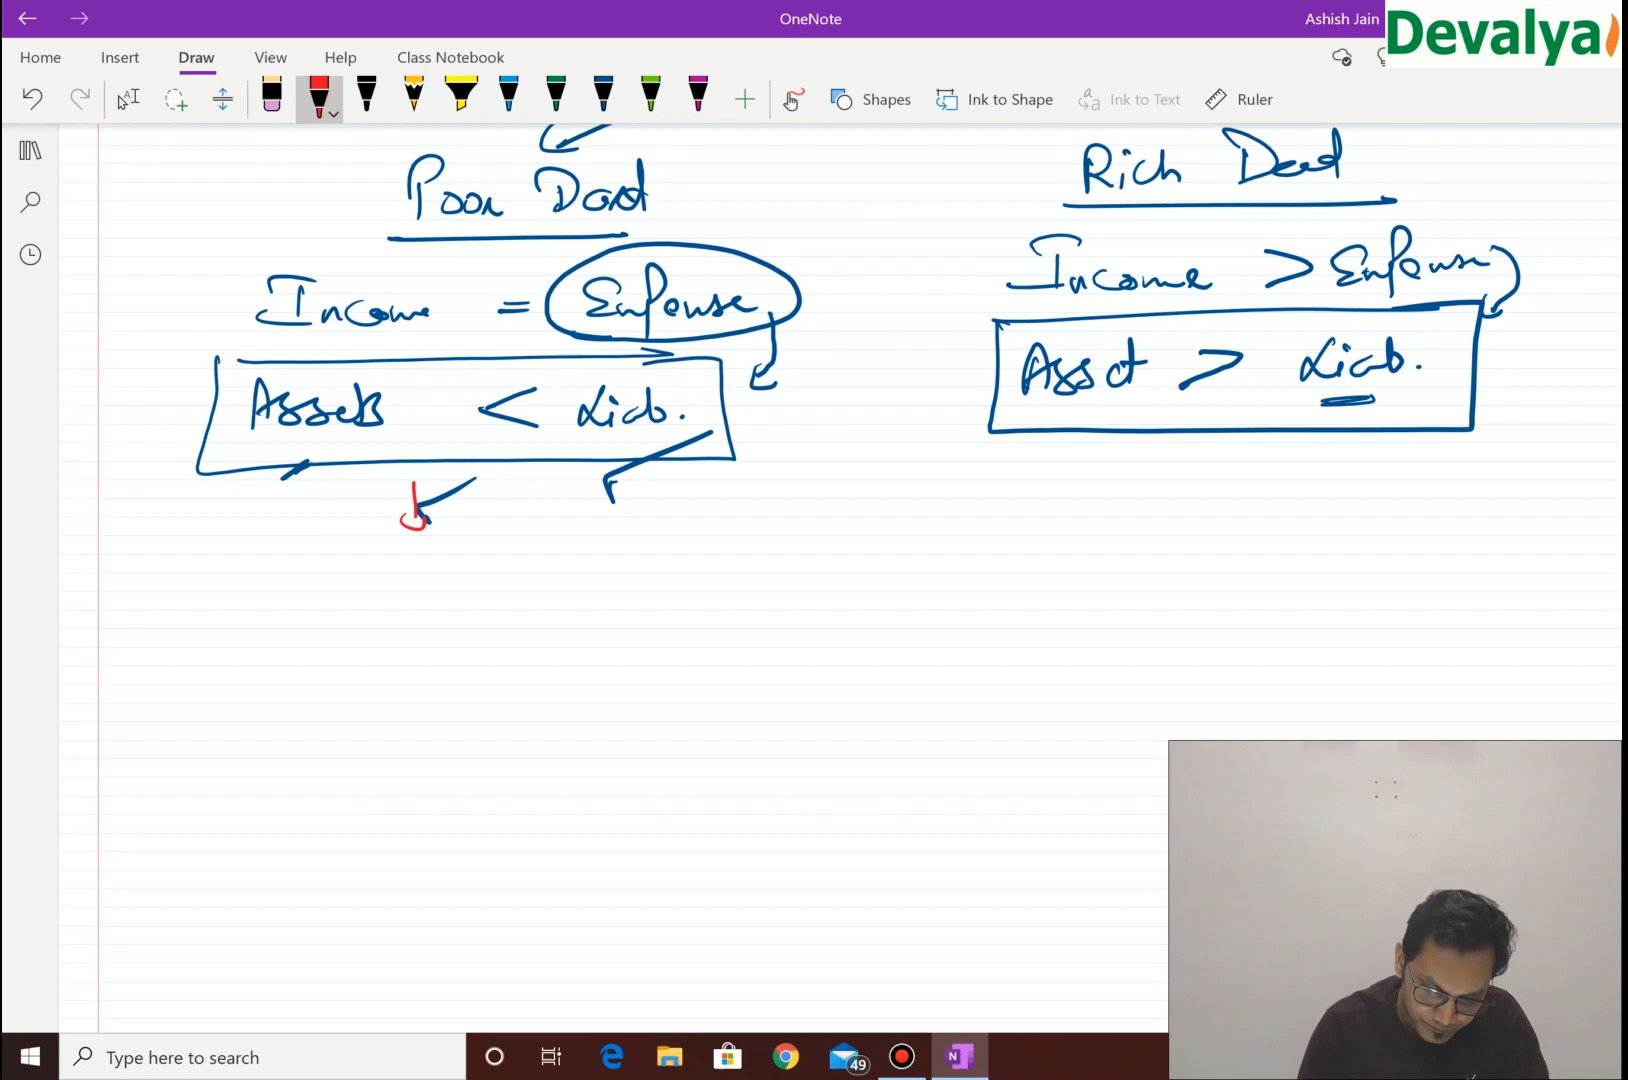 OneNote
Ashish Jain
Devalya
Home Insert Draw View Help Class Notebook
Shapes Ink to Shape Ink to Text Ruler
Poor Dad
Income = Expense
Assets < Liab.
Rich Dad
Income > Expense
Asset > Liab.
Type here to search
49